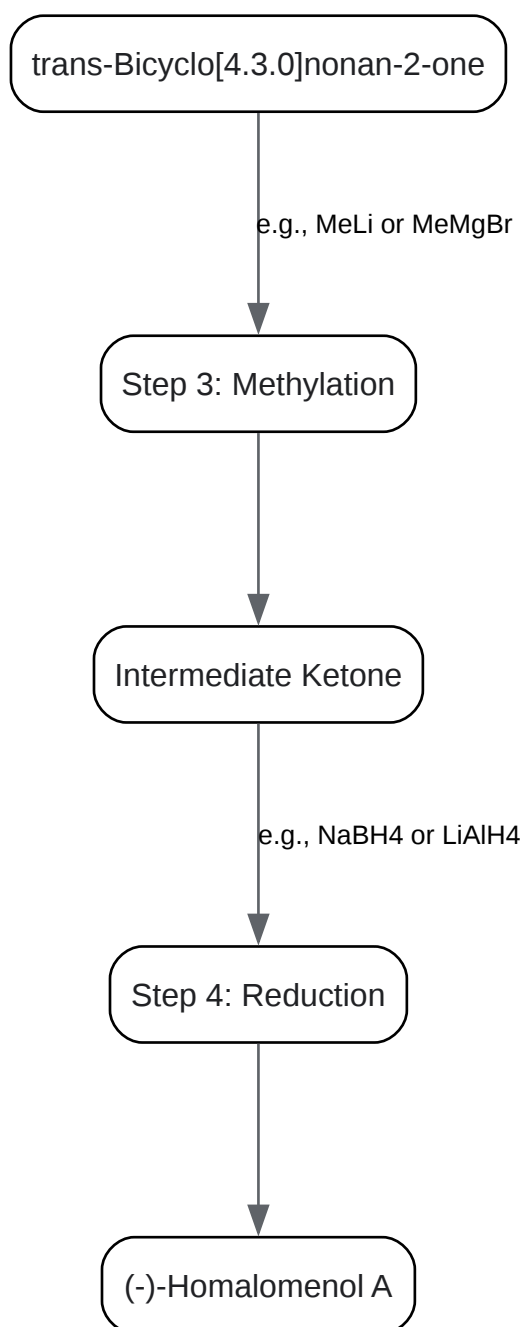 trans-Bicyclo[4.3.0]nonan-2-one
e.g., MeLi or MeMgBr
Step 3: Methylation
Intermediate Ketone
e.g., NaBH4 or LiAlH4
Step 4: Reduction
(-)-Homalomenol A